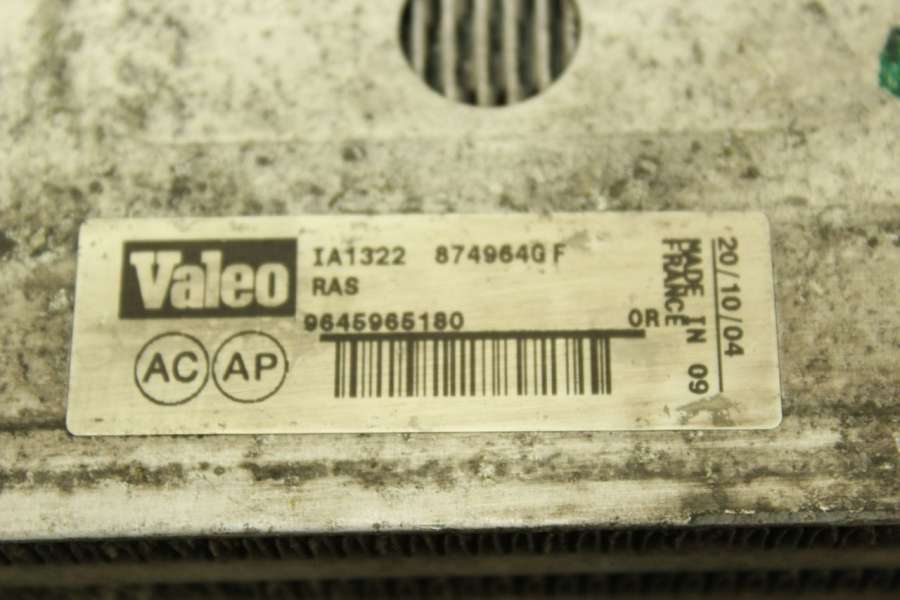 Valeo
IA1322 874964G F
RAS
9645965180 OR
AC AP
20/10/04
MADE IN 09
FRANCE